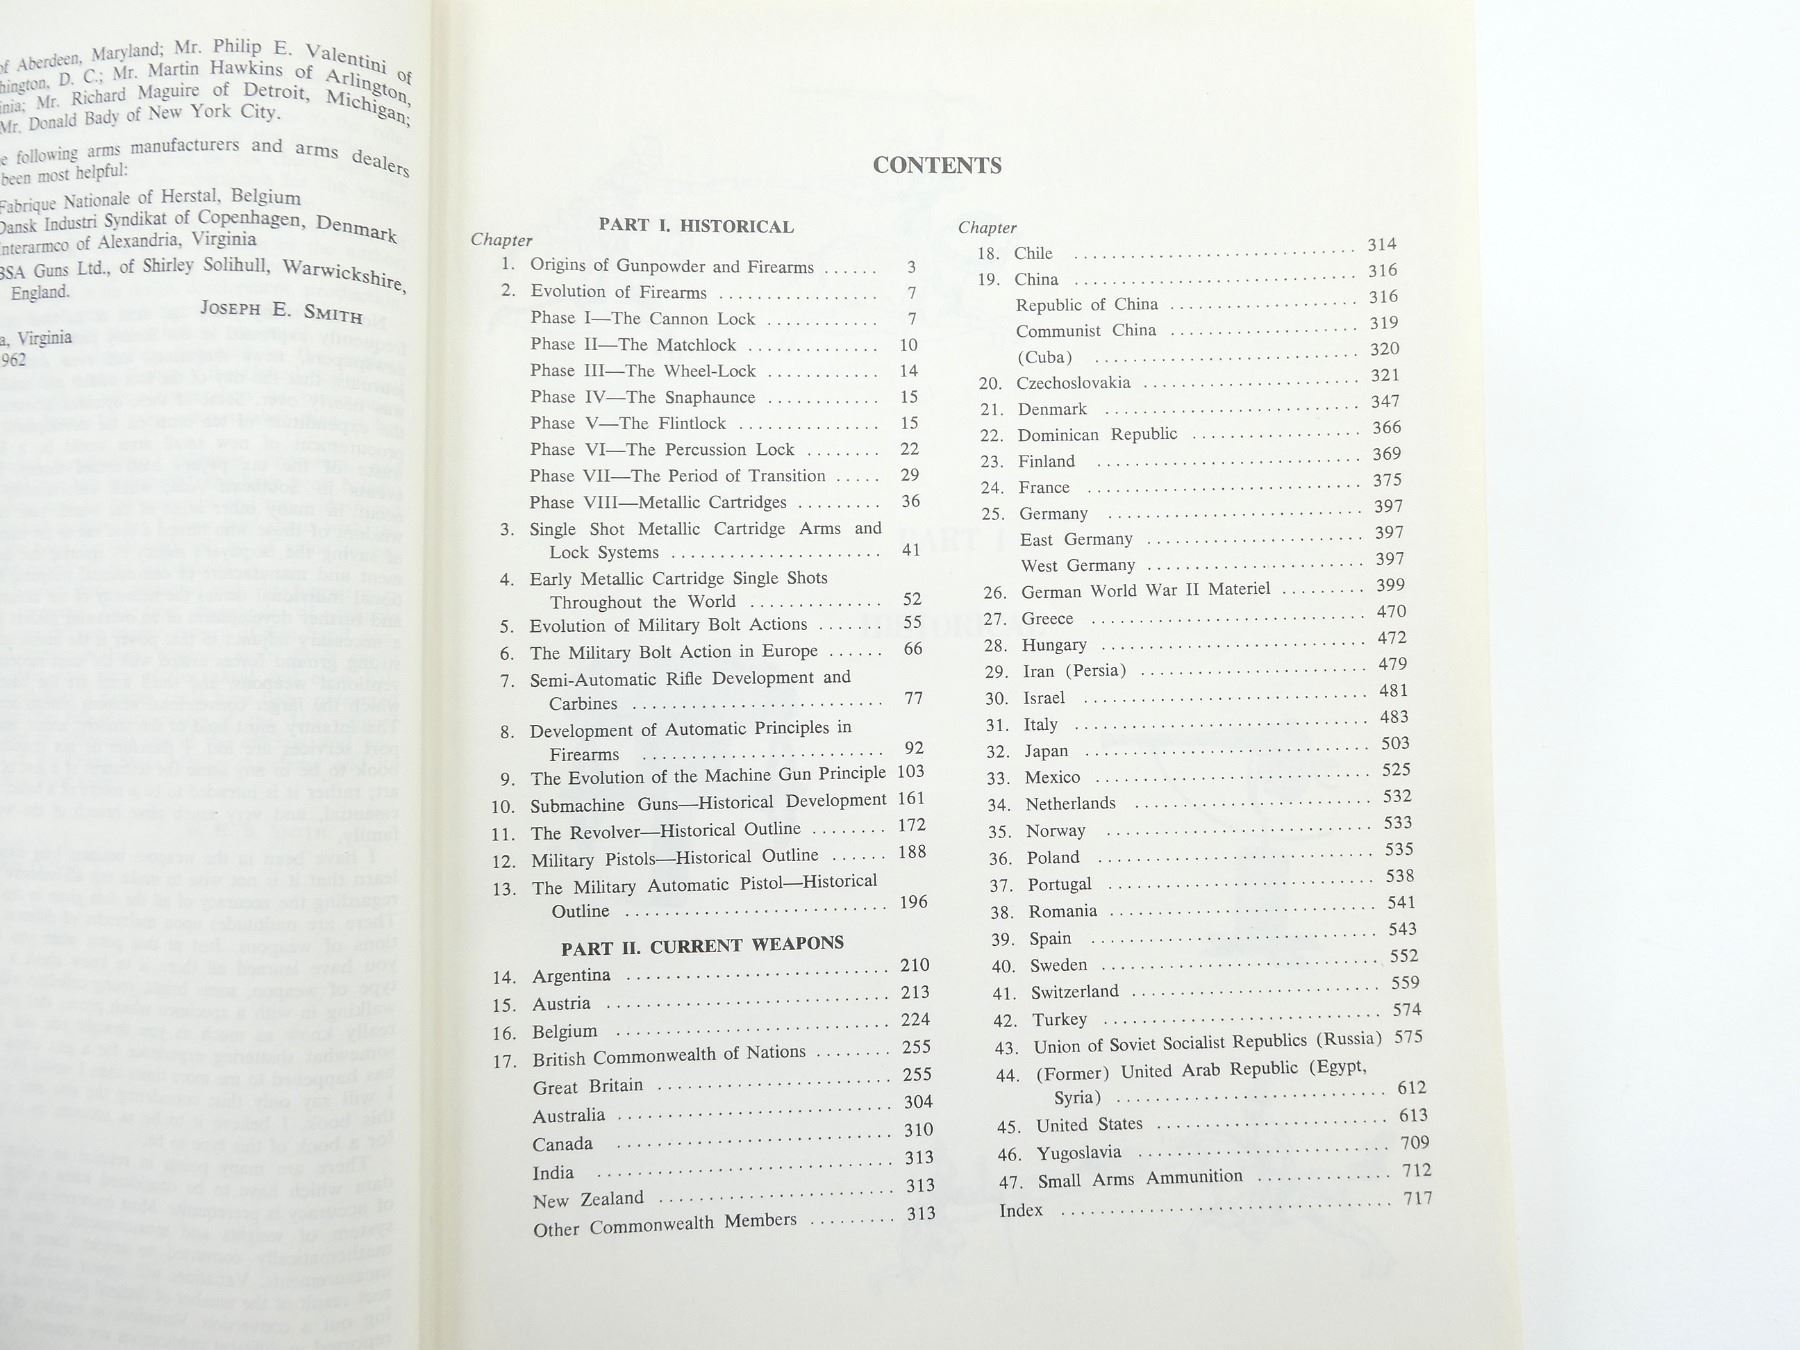 of Aberdeen, Maryland; Mr. Philip E. Valentini of
D. C.; Mr. Martin Hawkins of Arlington,
Mr. Richard Maguire of Detroit, Michigan;
Mr. Donald Bady of New York City.
following arms manufacturers and arms dealers
been most helpful:
Fabrique Nationale of Herstal, Belgium
Dansk Industri Syndikat of Copenhagen, Denmark
Interarmco of Alexandria, Virginia
BSA Guns Ltd., of Shirley Solihull, Warwickshire,
England.
JOSEPH E. SMITH
Virginia
CONTENTS
PART I. HISTORICAL
Chapter
1. Origins of Gunpowder and Firearms ...... 3
2. Evolution of Firearms ................ 7
Phase I—The Cannon Lock ............ 7
Phase II—The Matchlock .............. 10
Phase III—The Wheel-Lock ............ 14
Phase IV—The Snaphaunce ............ 15
Phase V—The Flintlock ............... 15
Phase VI—The Percussion Lock ........ 22
Phase VII—The Period of Transition ..... 29
Phase VIII—Metallic Cartridges ......... 36
3. Single Shot Metallic Cartridge Arms and
Lock Systems ...................... 41
4. Early Metallic Cartridge Single Shots
Throughout the World .............. 52
5. Evolution of Military Bolt Actions ....... 55
6. The Military Bolt Action in Europe ...... 66
7. Semi-Automatic Rifle Development and
Carbines .......................... 77
8. Development of Automatic Principles in
Firearms ......................... 92
9. The Evolution of the Machine Gun Principle 103
10. Submachine Guns—Historical Development 161
11. The Revolver—Historical Outline ........ 172
12. Military Pistols—Historical Outline ...... 188
13. The Military Automatic Pistol—Historical
Outline ........................... 196
PART II. CURRENT WEAPONS
14. Argentina ........................... 210
15. Austria ............................. 213
16. Belgium ............................ 224
17. British Commonwealth of Nations ........ 255
Great Britain ........................ 255
Australia ............................ 304
Canada ............................ 310
India .............................. 313
New Zealand ........................ 313
Other Commonwealth Members ......... 313
Chapter
18. Chile ............................. 314
19. China ............................. 316
Republic of China ................... 316
Communist China ................... 319
(Cuba) ........................... 320
20. Czechoslovakia ...................... 321
21. Denmark .......................... 347
22. Dominican Republic ................. 366
23. Finland ........................... 369
24. France ............................ 375
25. Germany .......................... 397
East Germany ...................... 397
West Germany ...................... 397
26. German World War II Materiel ......... 399
27. Greece ............................ 470
28. Hungary ........................... 472
29. Iran (Persia) ....................... 479
30. Israel ............................. 481
31. Italy .............................. 483
32. Japan ............................. 503
33. Mexico ............................ 525
34. Netherlands ........................ 532
35. Norway ........................... 533
36. Poland ............................ 535
37. Portugal ........................... 538
38. Romania ........................... 541
39. Spain ............................. 543
40. Sweden ............................ 552
41. Switzerland ......................... 559
42. Turkey ............................ 574
43. Union of Soviet Socialist Republics (Russia) 575
44. (Former) United Arab Republic (Egypt,
Syria) ............................ 612
45. United States ....................... 613
46. Yugoslavia ......................... 709
47. Small Arms Ammunition .............. 712
Index .................................. 717